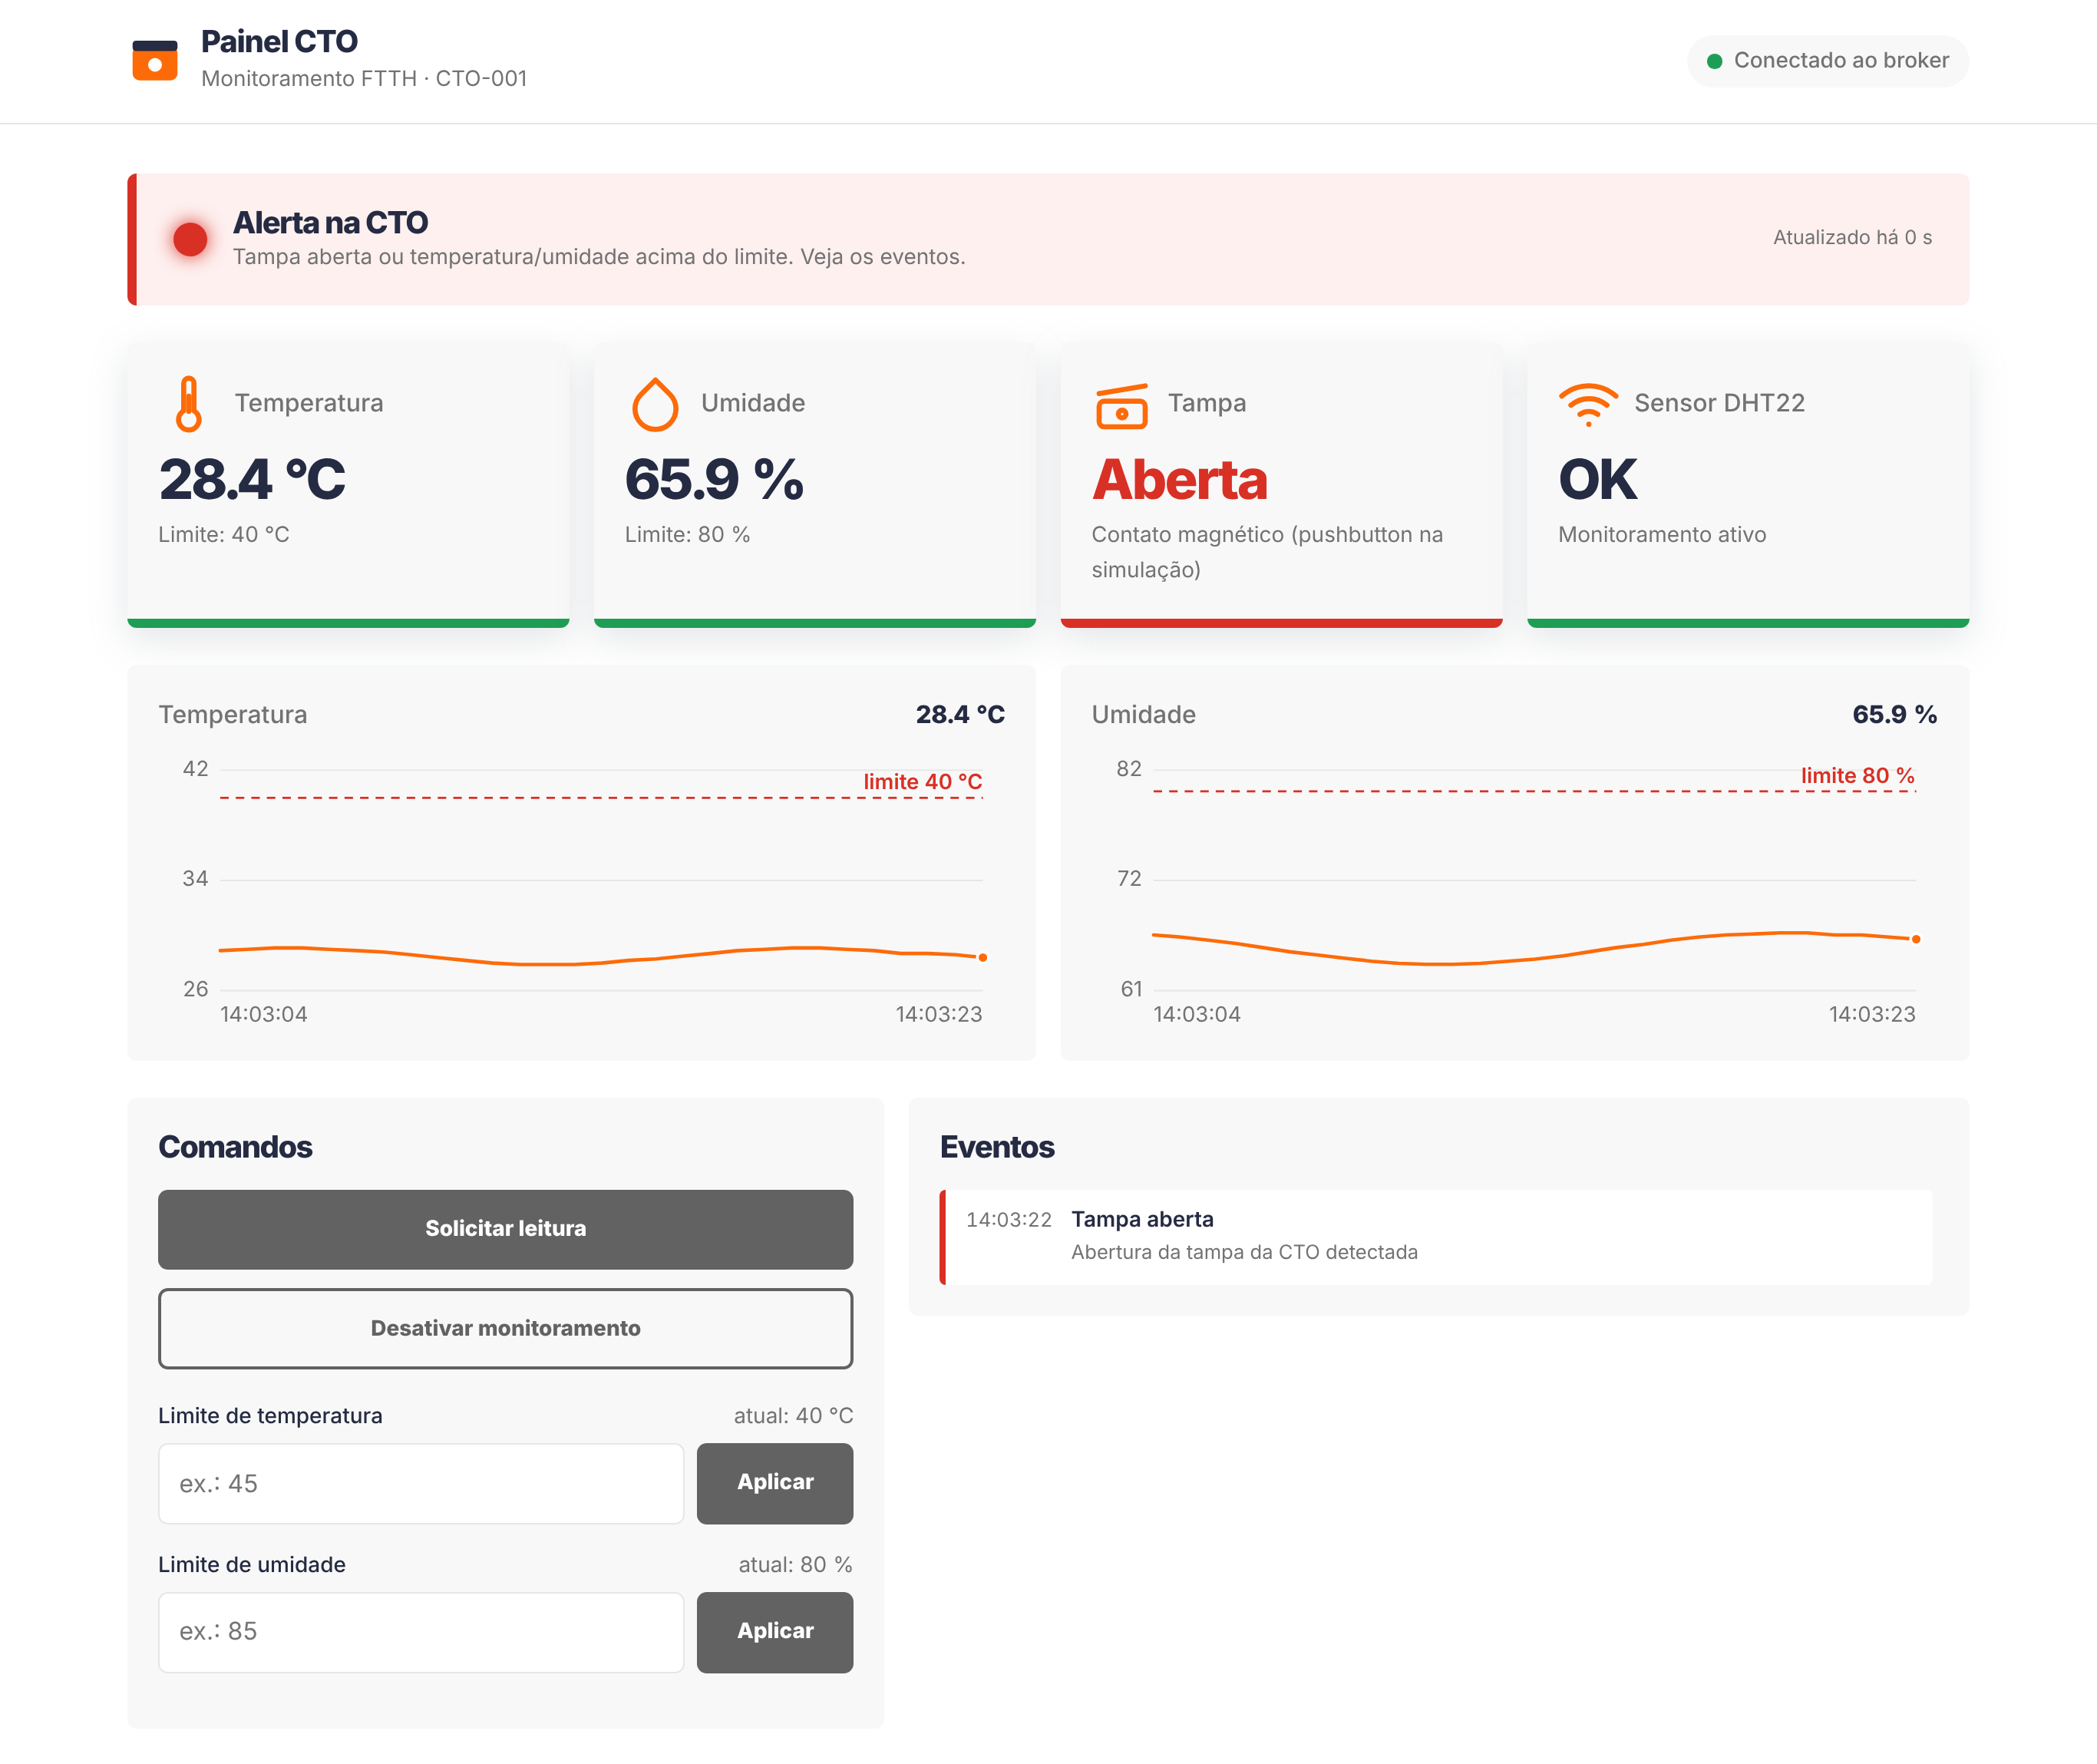 Painel CTO
Monitoramento FTTH · CTO-001
Conectado ao broker
Alerta na CTO
Tampa aberta ou temperatura/umidade acima do limite. Veja os eventos.
Atualizado há 0 s
Temperatura
28.4 °C
Limite: 40 °C
Umidade
65.9 %
Limite: 80 %
Tampa
Aberta
Contato magnético (pushbutton na
simulação)
Sensor DHT22
OK
Monitoramento ativo
Temperatura
28.4 °C
42
limite 40 °C
34
26
14:03:04
14:03:23
Umidade
65.9 %
82
limite 80 %
72
61
14:03:04
14:03:23
Comandos
Solicitar leitura
Desativar monitoramento
Limite de temperatura
atual: 40 °C
ex.: 45
Aplicar
Limite de umidade
atual: 80 %
ex.: 85
Aplicar
Eventos
14:03:22
Tampa aberta
Abertura da tampa da CTO detectada